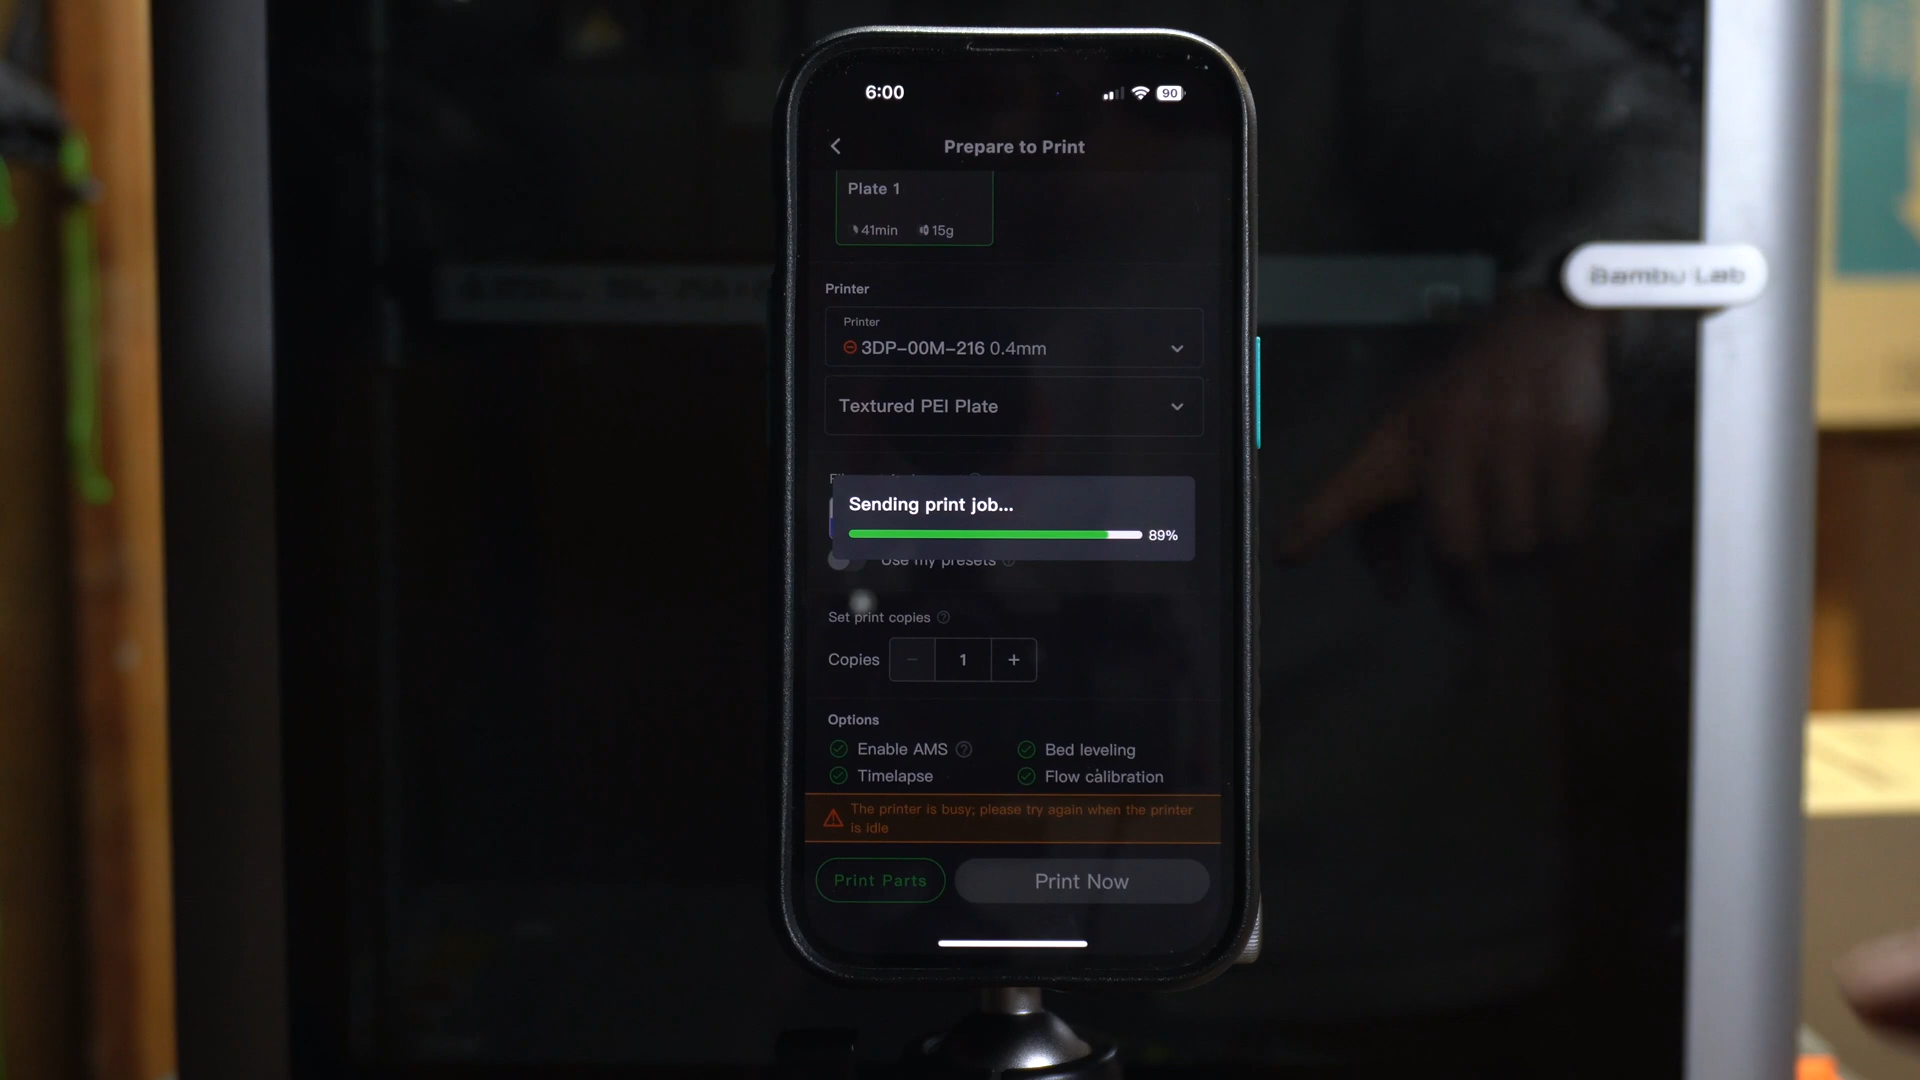 6:00
90
Prepare to Print
Plate 1
41min 15g
Printer
Printer
3DP-00M-216 0.4mm
Textured PEI Plate
Sending print job...
89%
Use my presets
Set print copies
Copies 1
Options
Enable AMS
Bed leveling
Timelapse
Flow calibration
The printer is busy; please try again when the printer
is idle
Print Parts
Print Now
Bambu Lab